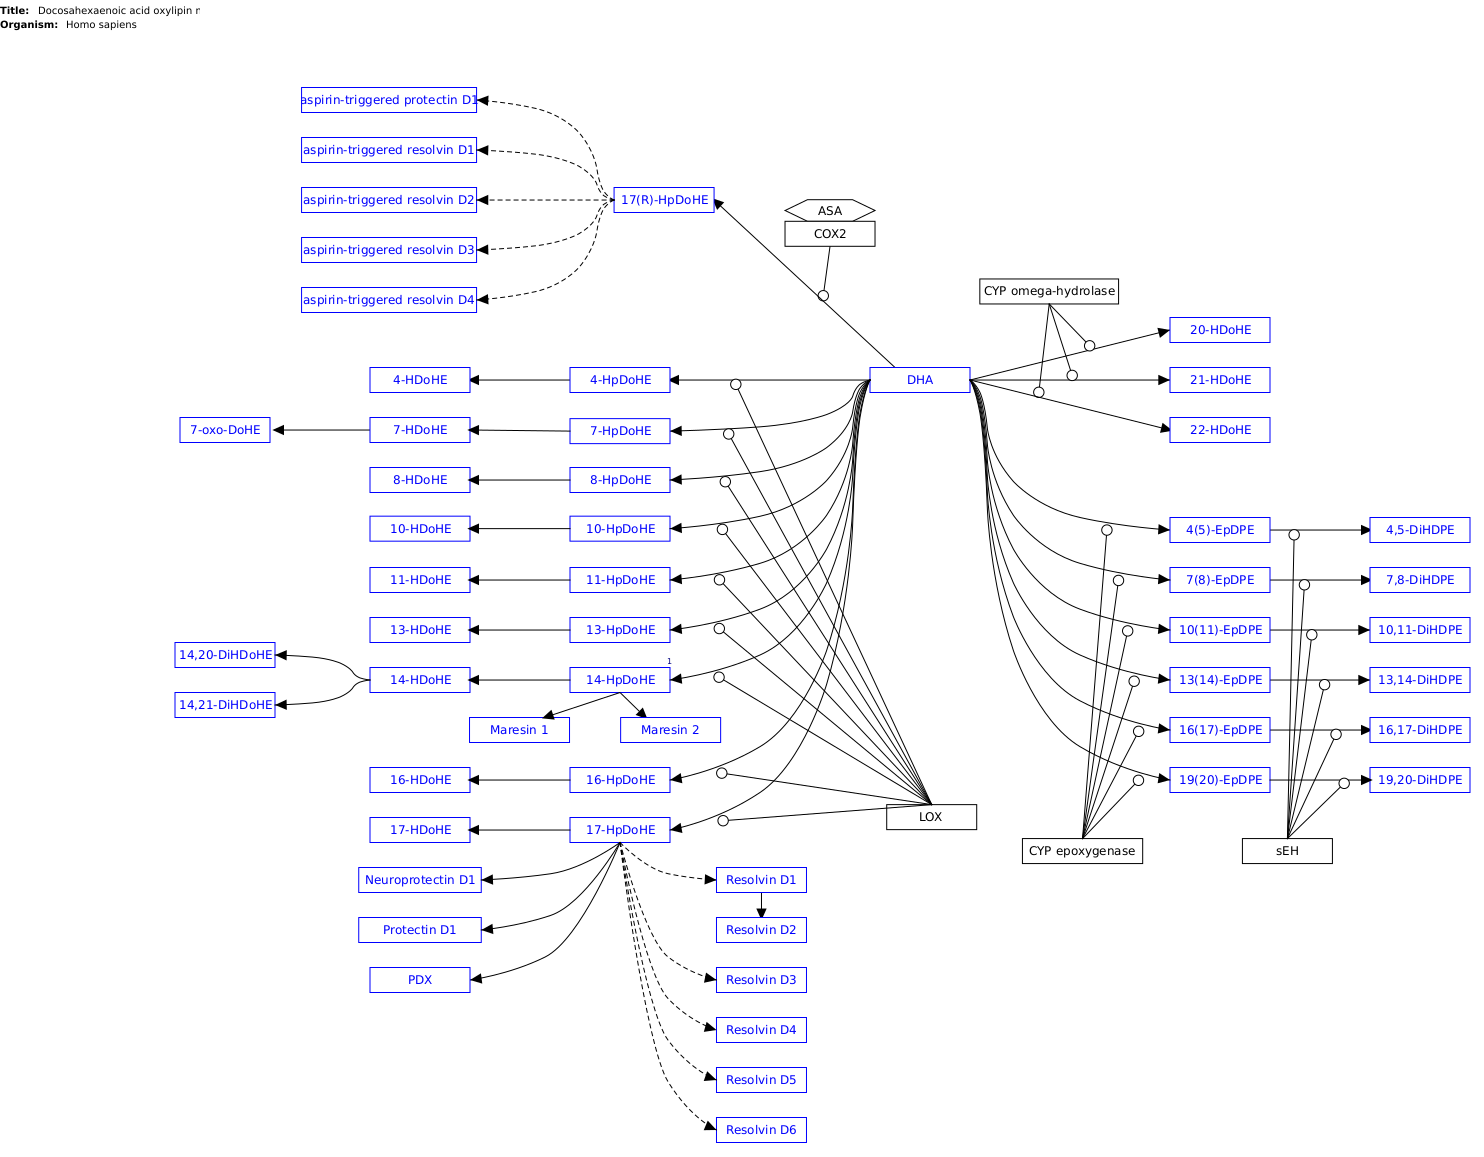 Title: Docosahexaenoic acid oxylipin
Organism: Homo sapiens
aspirin-triggered protectin D1
aspirin-triggered resolvin D1
aspirin-triggered resolvin D2
17(R)-HpDoHE
ASA
COX2
aspirin-triggered resolvin D3
aspirin-triggered resolvin D4
CYP omega-hydrolase
20-HDoHE
4-HDoHE
4-HpDoHE
DHA
21-HDoHE
7-oxo-DoHE
7-HDoHE
7-HpDoHE
22-HDoHE
8-HDoHE
8-HpDoHE
10-HDoHE
10-HpDoHE
4(5)-EpDPE
4,5-DiHDPE
11-HDoHE
11-HpDoHE
7(8)-EpDPE
7,8-DiHDPE
13-HDoHE
13-HpDoHE
10(11)-EpDPE
10,11-DiHDPE
14,20-DiHDoHE
1
14-HDoHE
14-HpDoHE
13(14)-EpDPE
13,14-DiHDPE
14,21-DiHDoHE
Maresin 1
Maresin 2
16(17)-EpDPE
16,17-DiHDPE
16-HDoHE
16-HpDoHE
19(20)-EpDPE
19,20-DiHDPE
LOX
17-HDoHE
17-HpDoHE
CYP epoxygenase
sEH
Neuroprotectin D1
Resolvin D1
Protectin D1
Resolvin D2
PDX
Resolvin D3
Resolvin D4
Resolvin D5
Resolvin D6